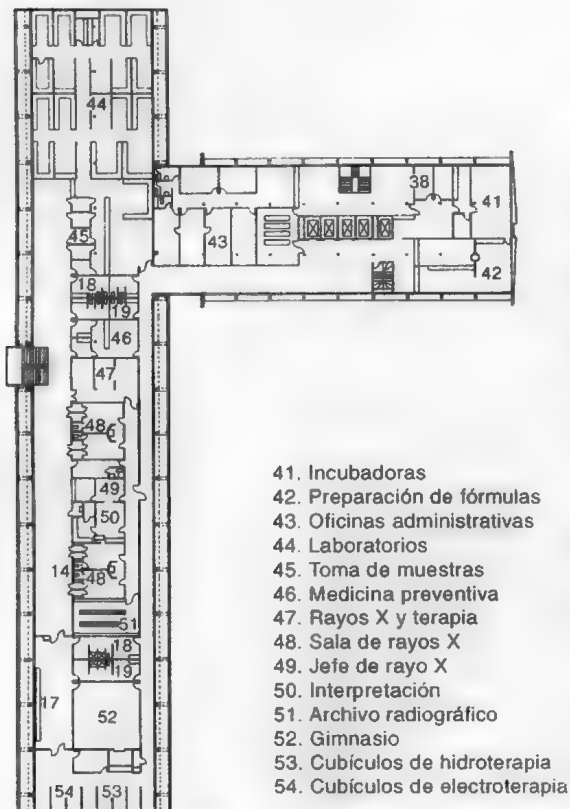 44
38
41
43
45
42
18
19
46
47
48
49
50
14
48
51
18
19
17
52
54
53
41. Incubadoras
42. Preparación de fórmulas
43. Oficinas administrativas
44. Laboratorios
45. Toma de muestras
46. Medicina preventiva
47. Rayos X y terapia
48. Sala de rayos X
49. Jefe de rayo X
50. Interpretación
51. Archivo radiográfico
52. Gimnasio
53. Cubículos de hidroterapia
54. Cubículos de electroterapia